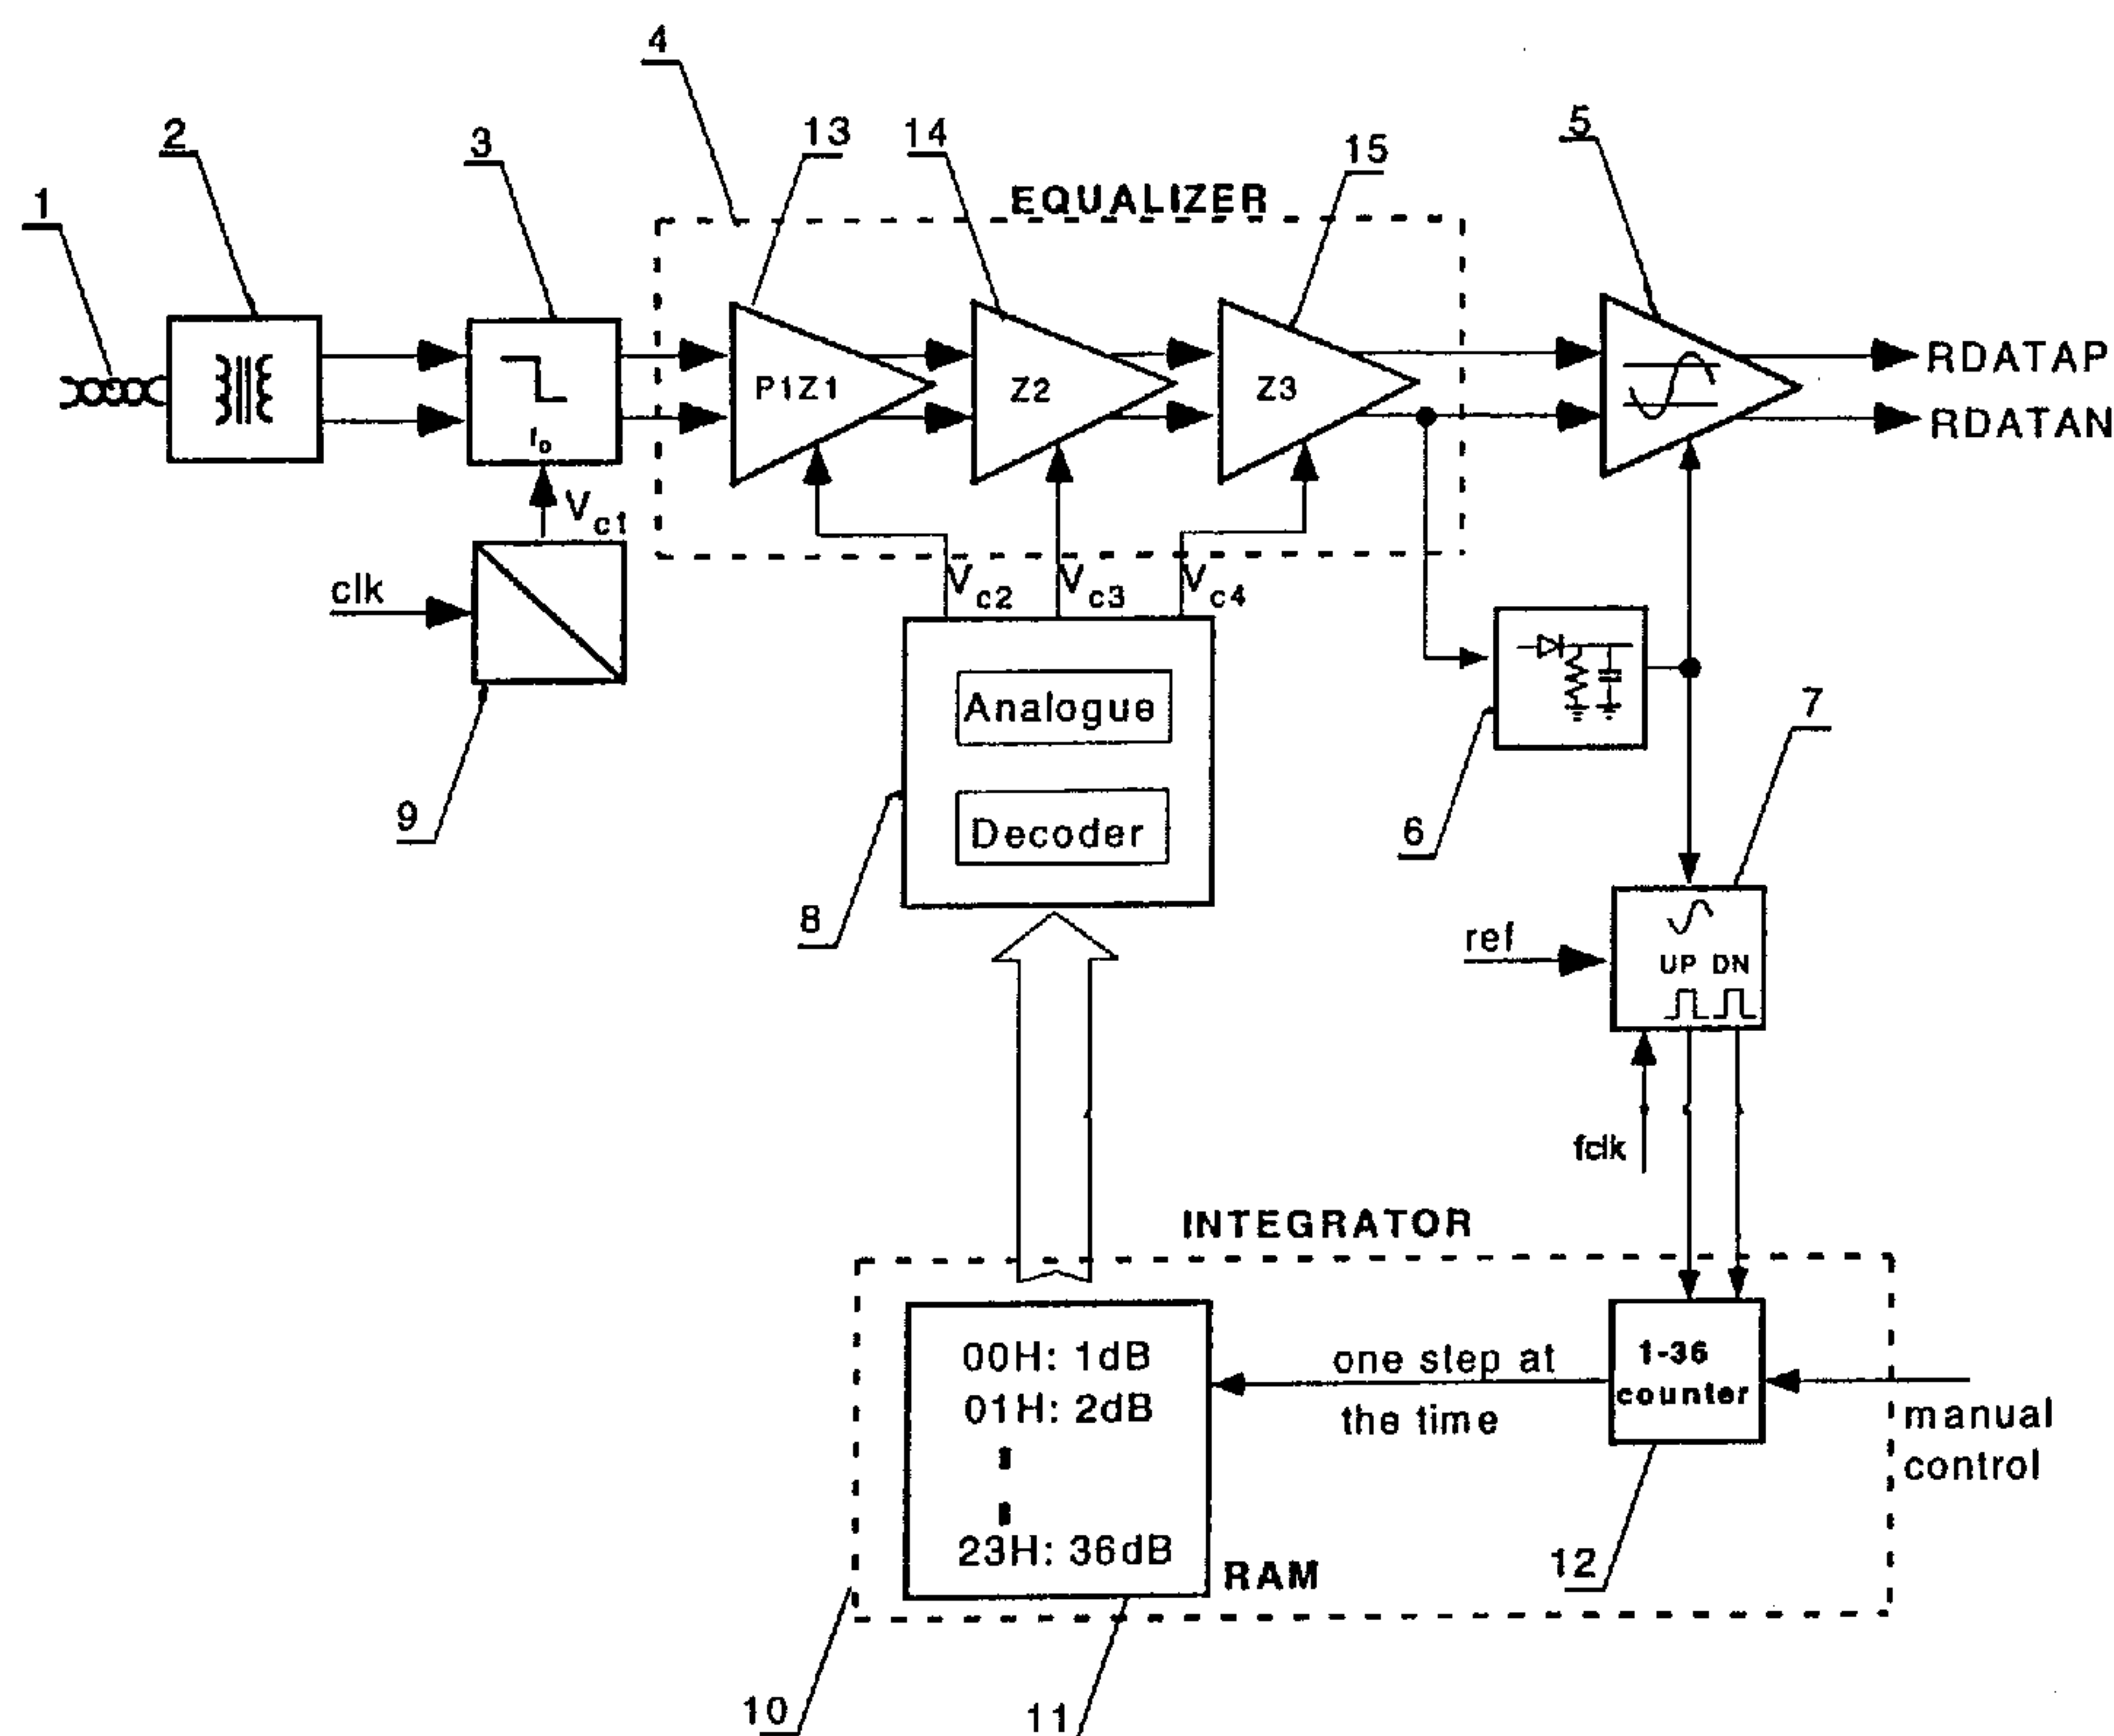 4
2
3
13
14
15
5
1
EQUALIZER
P1Z1
Z2
Z3
RDATAP
RDATAN
fo
Vc1
clk
Vc2
Vc3
Vc4
Analogue
Decoder
9
8
6
7
ref
UP DN
fclk
INTEGRATOR
00H: 1dB
01H: 2dB
23H: 36dB
RAM
one step at
the time
1-36
counter
manual
control
12
10
11